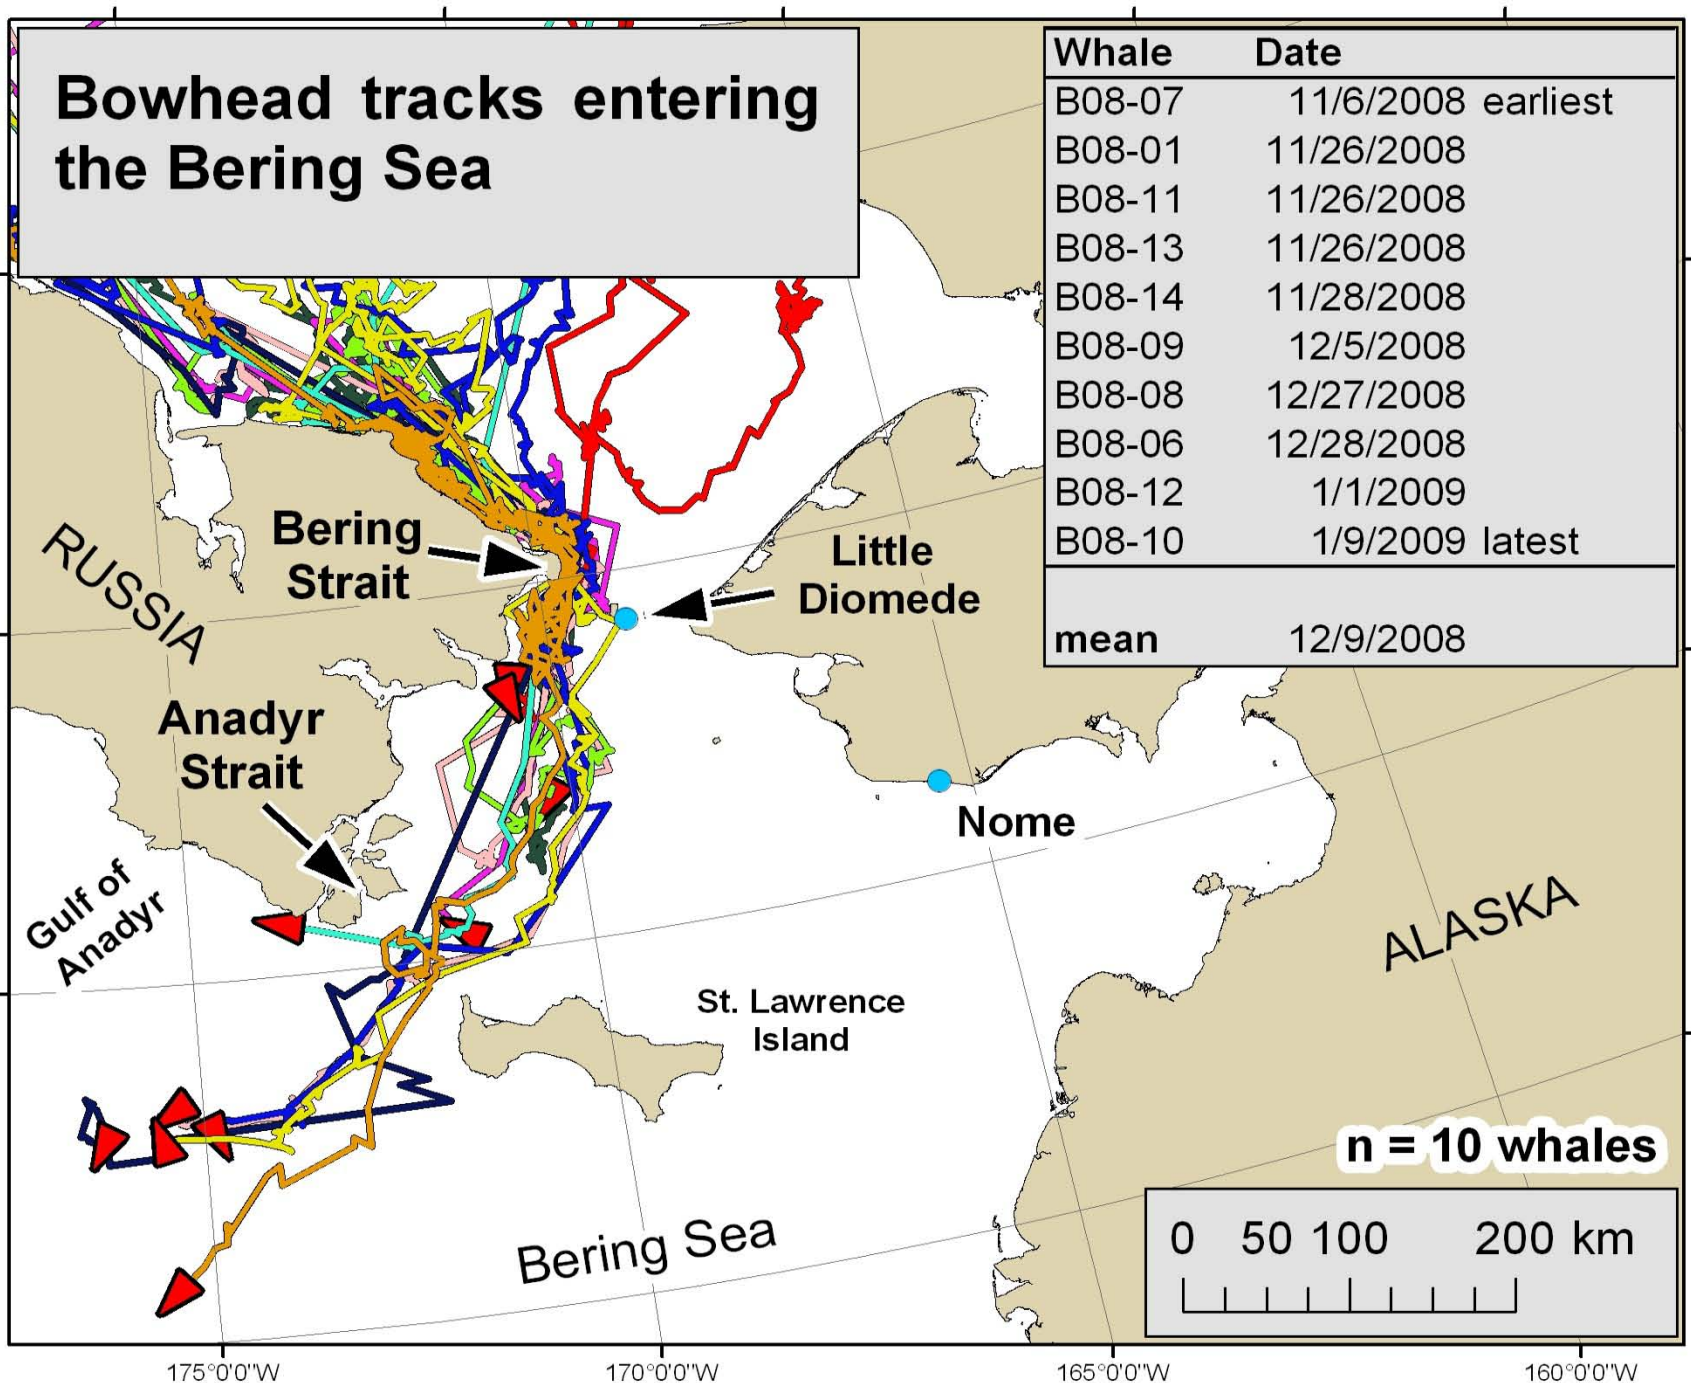 Bowhead tracks entering
the Bering Sea
Whale Date
B08-07 11/6/2008 earliest
B08-01 11/26/2008
B08-11 11/26/2008
B08-13 11/26/2008
B08-14 11/28/2008
B08-09 12/5/2008
B08-08 12/27/2008
B08-06 12/28/2008
B08-12 1/1/2009
B08-10 1/9/2009 latest
mean 12/9/2008
Bering
Strait
Little
Diomede
RUSSIA
Anadyr
Strait
Nome
Gulf of
Anadyr
ALASKA
St. Lawrence
Island
n = 10 whales
Bering Sea
0 50 100 200 km
175°0'0"W 170°0'0"W 165°0'0"W 160°0'0"W